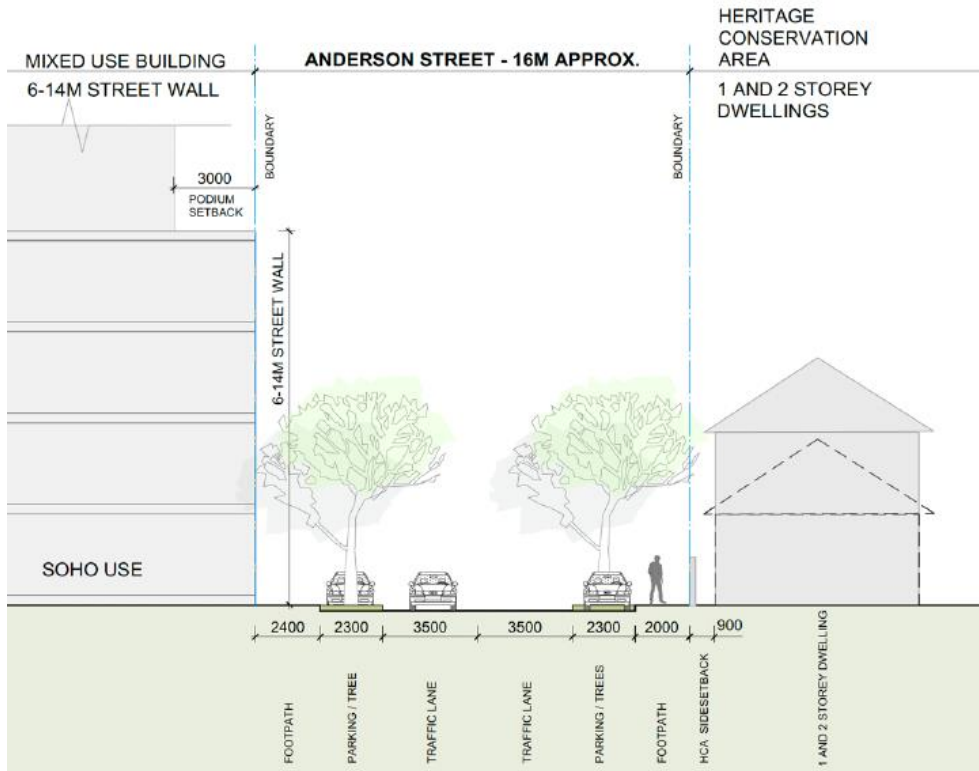 MIXED USE BUILDING
6-14M STREET WALL
ANDERSON STREET - 16M APPROX.
HERITAGE
CONSERVATION
AREA
1 AND 2 STOREY
DWELLINGS
BOUNDARY
BOUNDARY
3000
PODIUM
SETBACK
6-14M STREET WALL
SOHO USE
2400
2300
3500
3500
2300
2000
900
FOOTPATH
PARKING / TREE
TRAFFIC LANE
TRAFFIC LANE
PARKING / TREES
FOOTPATH
HCA SIDESETBACK
1 AND 2 STOREY DWELLING